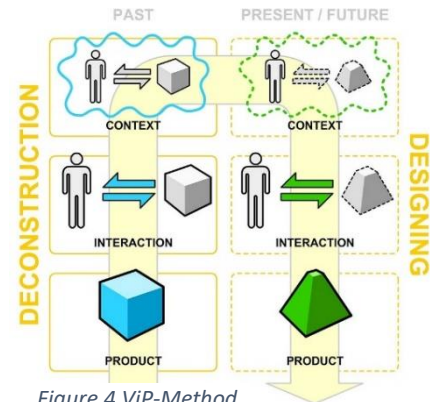 PAST PRESENT / FUTURE
DECONSTRUCTION
CONTEXT CONTEXT
INTERACTION INTERACTION
PRODUCT PRODUCT
DESIGNING
Figure 4 ViP-Method